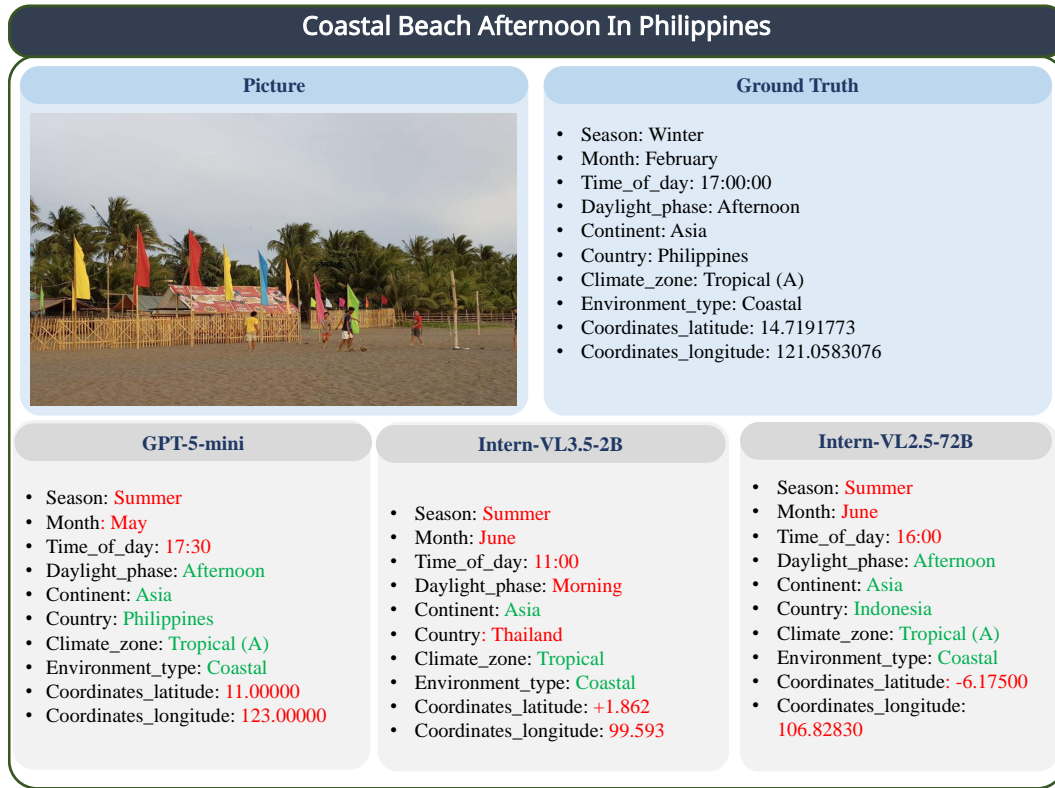 Coastal Beach Afternoon In Philippines
Picture
Ground Truth
• Season: Winter
• Month: February
• Time_of_day: 17:00:00
• Daylight_phase: Afternoon
• Continent: Asia
• Country: Philippines
• Climate_zone: Tropical (A)
• Environment_type: Coastal
• Coordinates_latitude: 14.7191773
• Coordinates_longitude: 121.0583076
GPT-5-mini
• Season: Summer
• Month: May
• Time_of_day: 17:30
• Daylight_phase: Afternoon
• Continent: Asia
• Country: Philippines
• Climate_zone: Tropical (A)
• Environment_type: Coastal
• Coordinates_latitude: 11.00000
• Coordinates_longitude: 123.00000
Intern-VL3.5-2B
• Season: Summer
• Month: June
• Time_of_day: 11:00
• Daylight_phase: Morning
• Continent: Asia
• Country: Thailand
• Climate_zone: Tropical
• Environment_type: Coastal
• Coordinates_latitude: +1.862
• Coordinates_longitude: 99.593
Intern-VL2.5-72B
• Season: Summer
• Month: June
• Time_of_day: 16:00
• Daylight_phase: Afternoon
• Continent: Asia
• Country: Indonesia
• Climate_zone: Tropical (A)
• Environment_type: Coastal
• Coordinates_latitude: -6.17500
• Coordinates_longitude:
106.82830